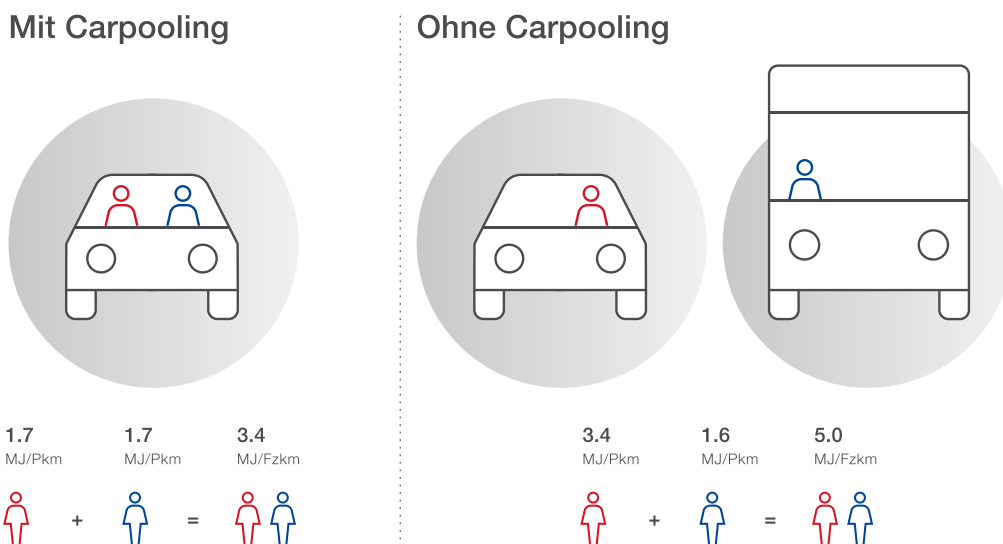 Mit Carpooling
1.7 1.7 3.4
MJ/Pkm MJ/Pkm MJ/Fzkm
+ =
Ohne Carpooling
3.4 1.6 5.0
MJ/Pkm MJ/Pkm MJ/Fzkm
+ =